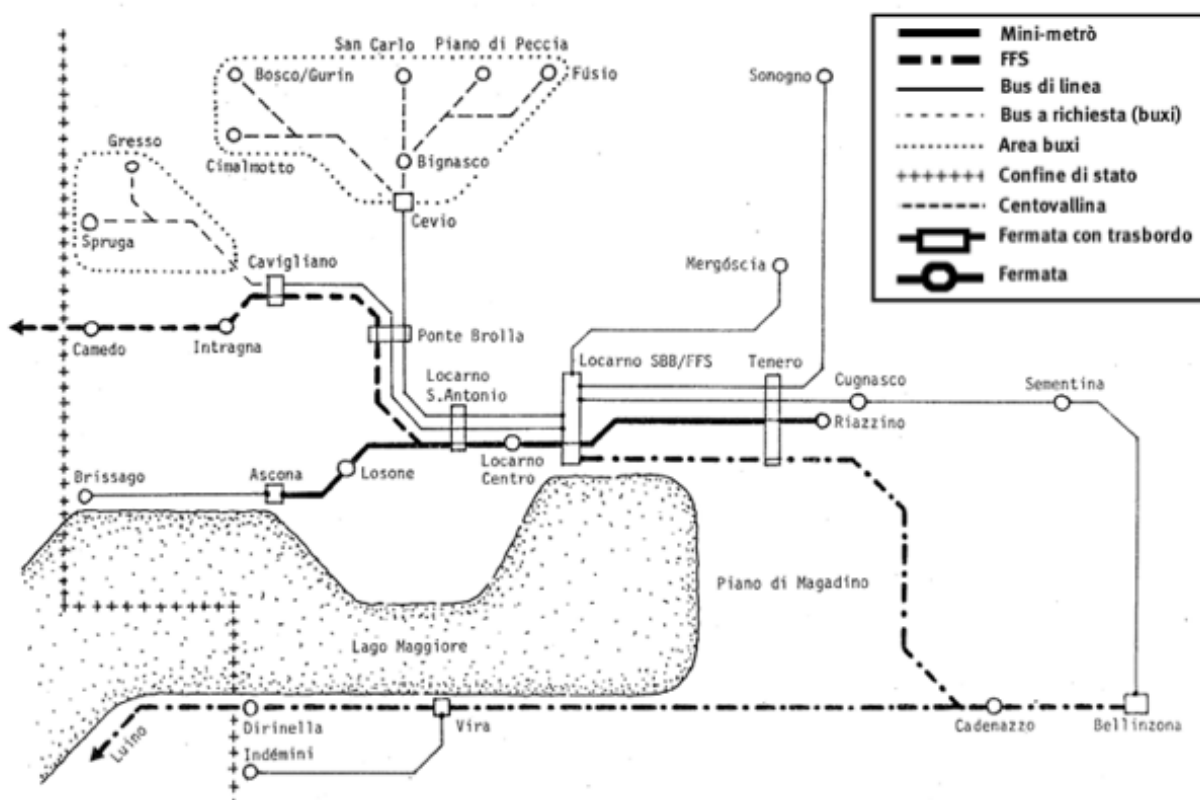 Mini-metrò
FFS
Bus di linea
Bus a richiesta (buxi)
Area buxi
Confine di stato
Centovallina
Fermata con trasbordo
Fermata
San Carlo
Piano di Peccia
Bosco/Gurin
Fúsio
Sonogno
Gresso
Cimalmotto
Bignasco
Cevio
Spruga
Cavigliano
Mergóscia
Camedo
Intragna
Ponte Brolla
Locarno SBB/FFS
Tenero
Locarno
S.Antonio
Cugnasco
Sementina
Riazzino
Brissago
Ascona
Losone
Locarno
Centro
Piano di Magadino
Lago Maggiore
Luino
Dirinella
Vira
Cadenazzo
Bellinzona
Indémini